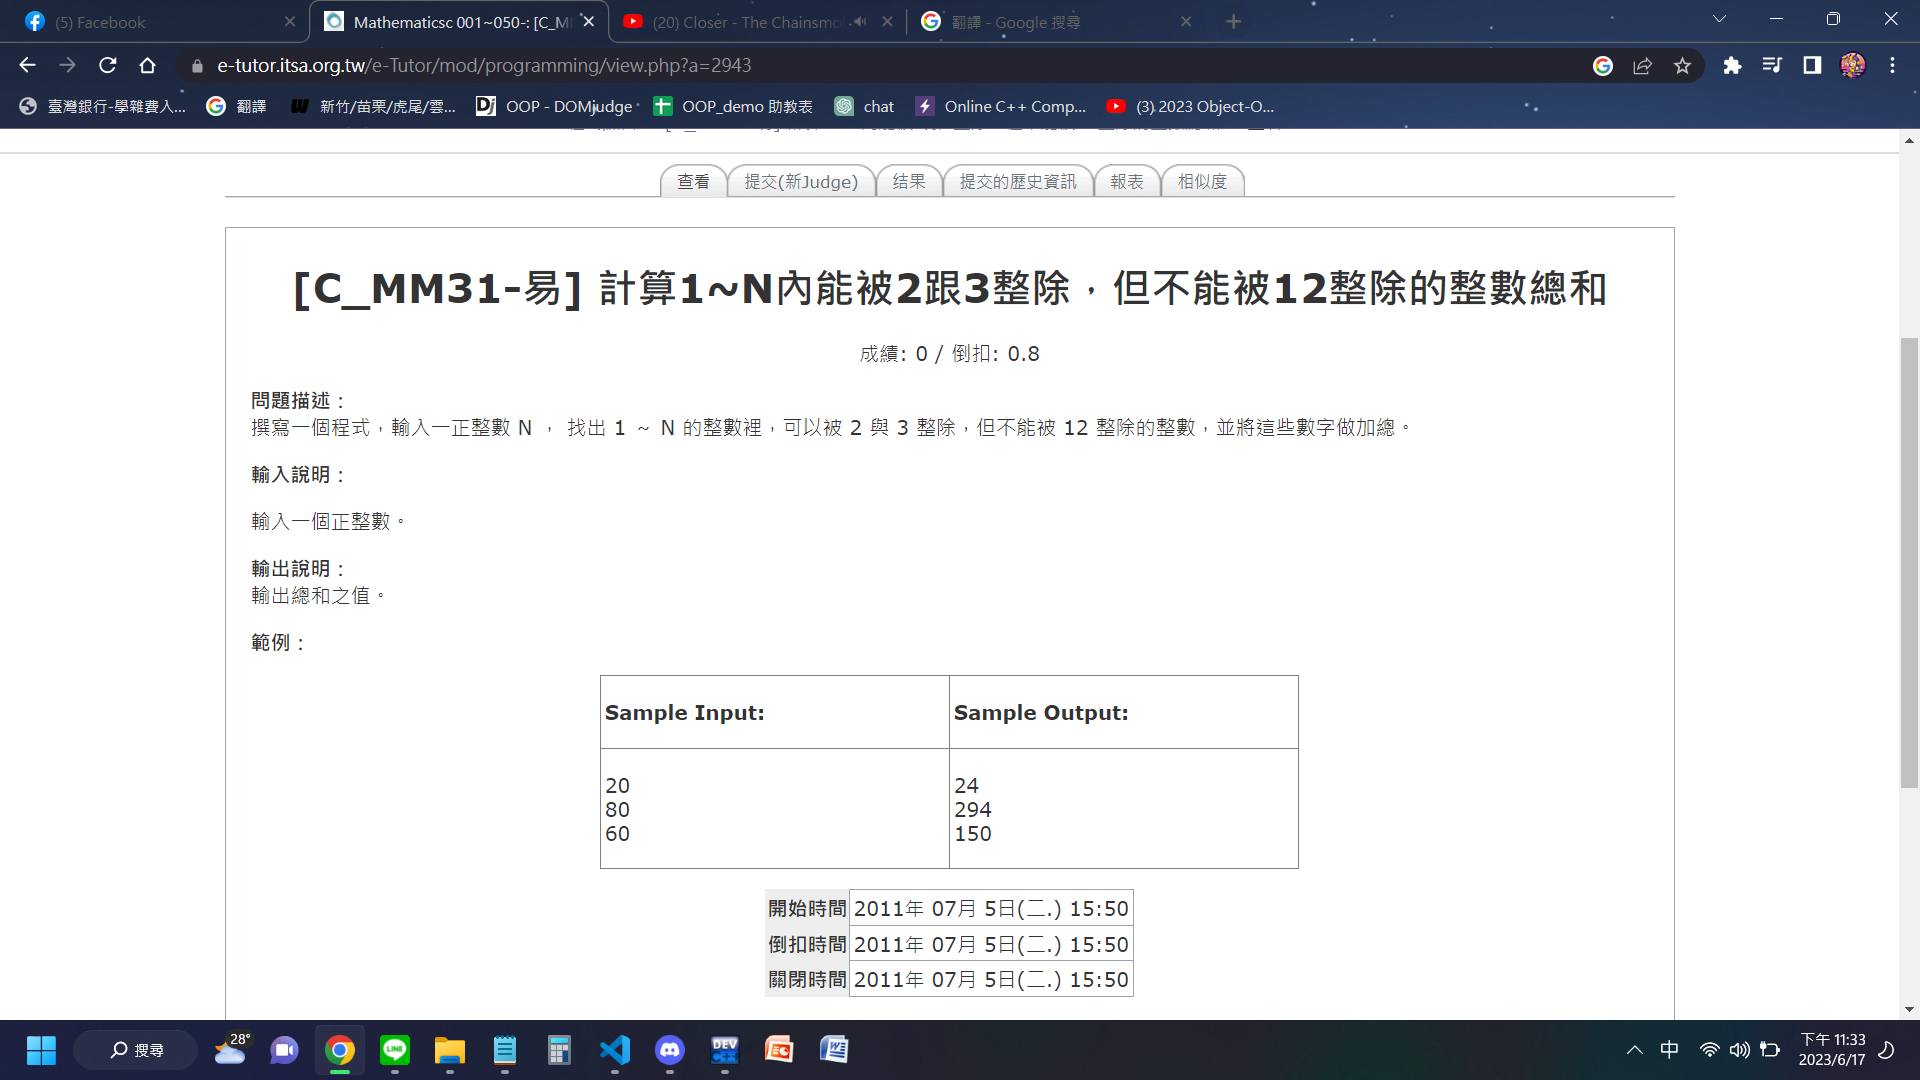 (5) Facebook
Mathematicsc 001~050-: [C_M
(20) Closer - The Chainsmo
翻譯 - Google 搜尋
e-tutor.itsa.org.tw/e-Tutor/mod/programming/view.php?a=2943
臺灣銀行-學雜費入...
翻譯
新竹/苗栗/虎尾/雲...
OOP - DOMjudge
OOP_demo 助教表
chat
Online C++ Comp...
(3) 2023 Object-O...
查看
提交(新Judge)
结果
提交的歷史資訊
報表
相似度
[C_MM31-易] 計算1~N內能被2跟3整除，但不能被12整除的整數總和
成績: 0 / 倒扣: 0.8
問題描述：
撰寫一個程式，輸入一正整數 N ， 找出 1 ～ N 的整數裡，可以被 2 與 3 整除，但不能被 12 整除的整數，並將這些數字做加總。
輸入說明：
輸入一個正整數。
輸出說明：
輸出總和之值。
範例：
Sample Input:
Sample Output:
20
80
60
24
294
150
開始時間 2011年 07月 5日(二.) 15:50
倒扣時間 2011年 07月 5日(二.) 15:50
關閉時間 2011年 07月 5日(二.) 15:50
搜尋
28°
LINE
DEV C++
中
下午 11:33
2023/6/17